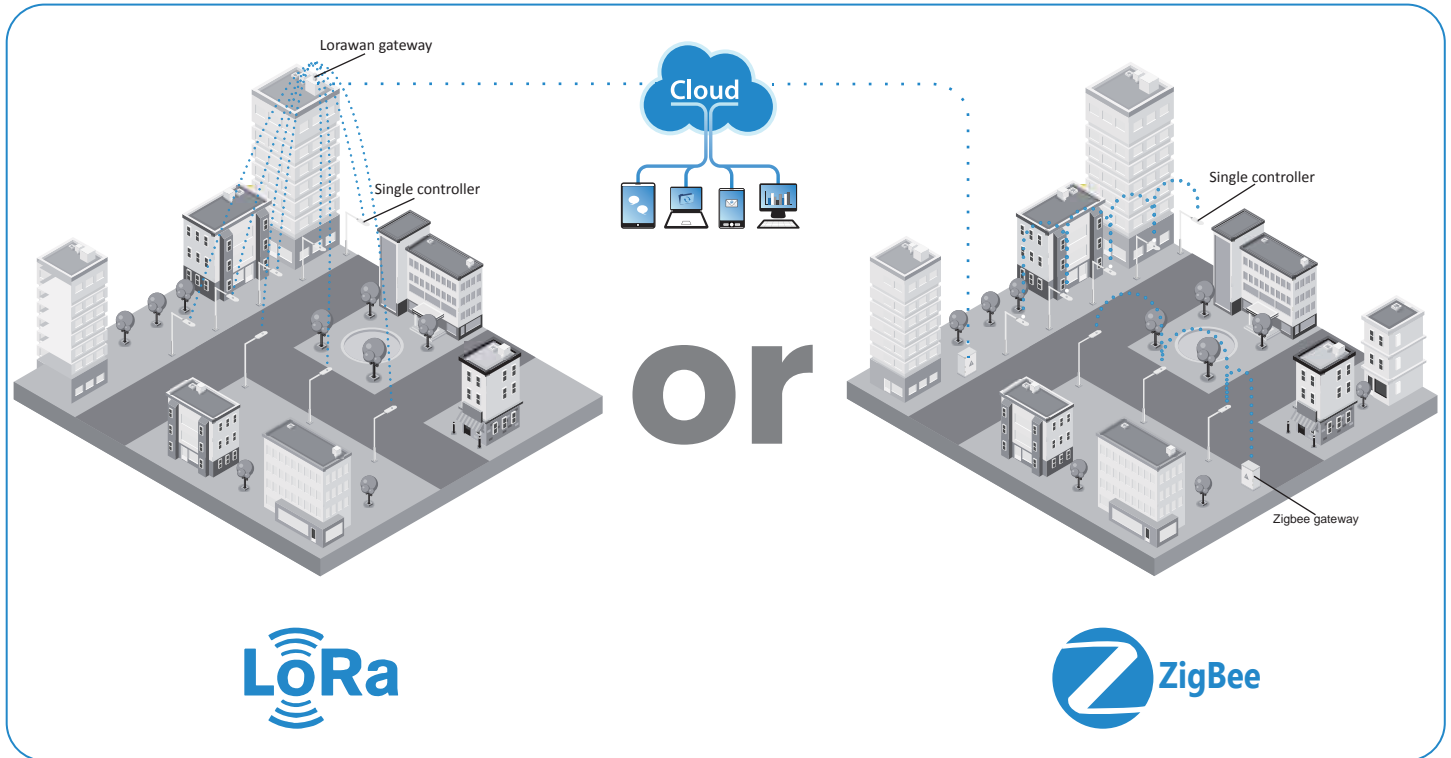 Lorawan gateway
Cloud
Single controller
Single controller
or
Zigbee gateway
LoRa
ZigBee